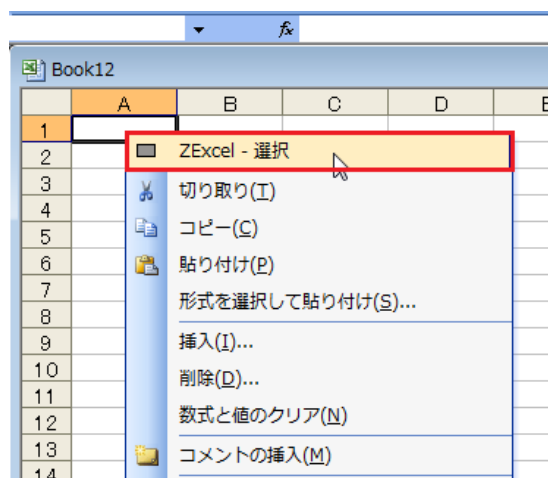 fx
Book12
A B C D E
1
ZExcel - 選択
2
3
切り取り(T)
4
コピー(C)
5
6
貼り付け(P)
7
形式を選択して貼り付け(S)...
8
9
挿入(I)...
10
削除(D)...
11
数式と値のクリア(N)
12
13
コメントの挿入(M)
14